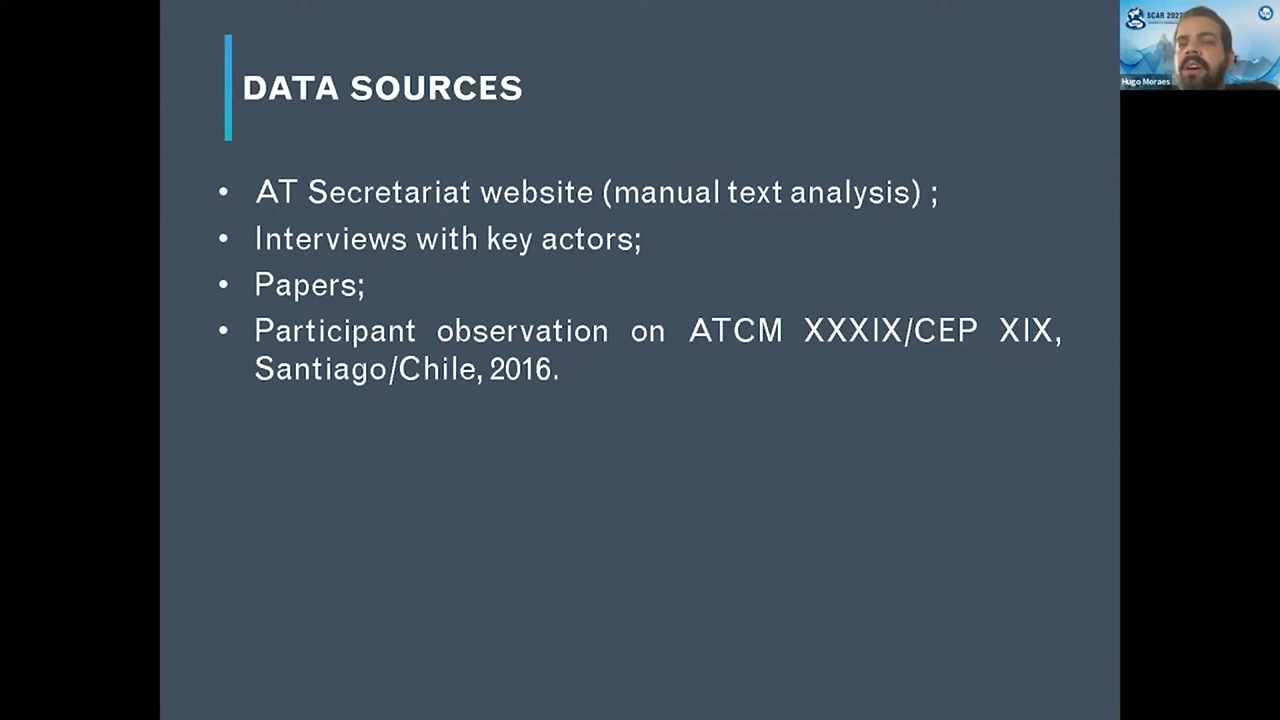 DATA SOURCES
• AT Secretariat website (manual text analysis) ;
• Interviews with key actors;
• Papers;
• Participant observation on ATCM XXXIX/CEP XIX,
Santiago/Chile, 2016.
SCAR 2022
Hugo Moraes